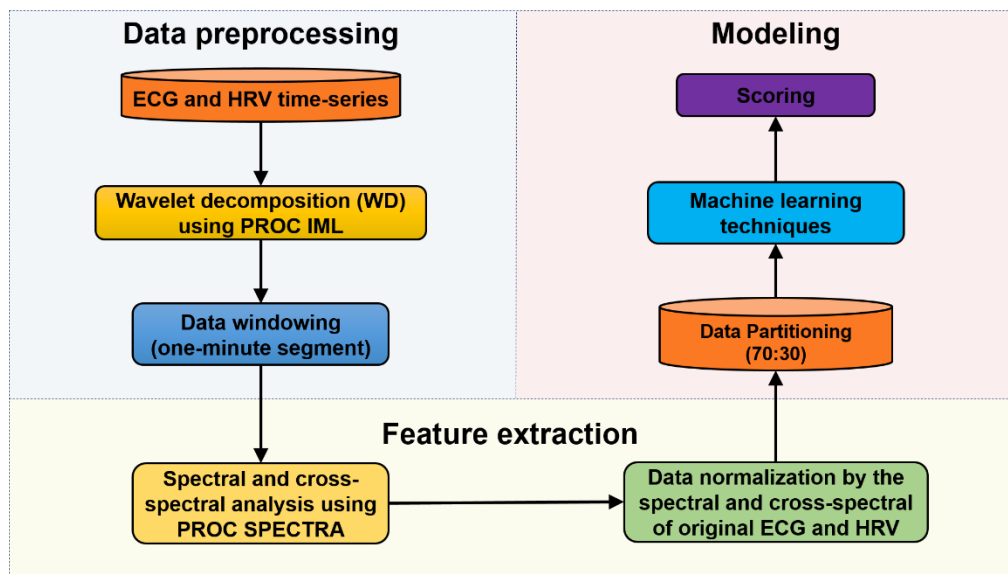 Data preprocessing
ECG and HRV time-series
Wavelet decomposition (WD)
using PROC IML
Data windowing
(one-minute segment)
Feature extraction
Spectral and cross-
spectral analysis using
PROC SPECTRA
Data normalization by the
spectral and cross-spectral
of original ECG and HRV
Modeling
Scoring
Machine learning
techniques
Data Partitioning
(70:30)